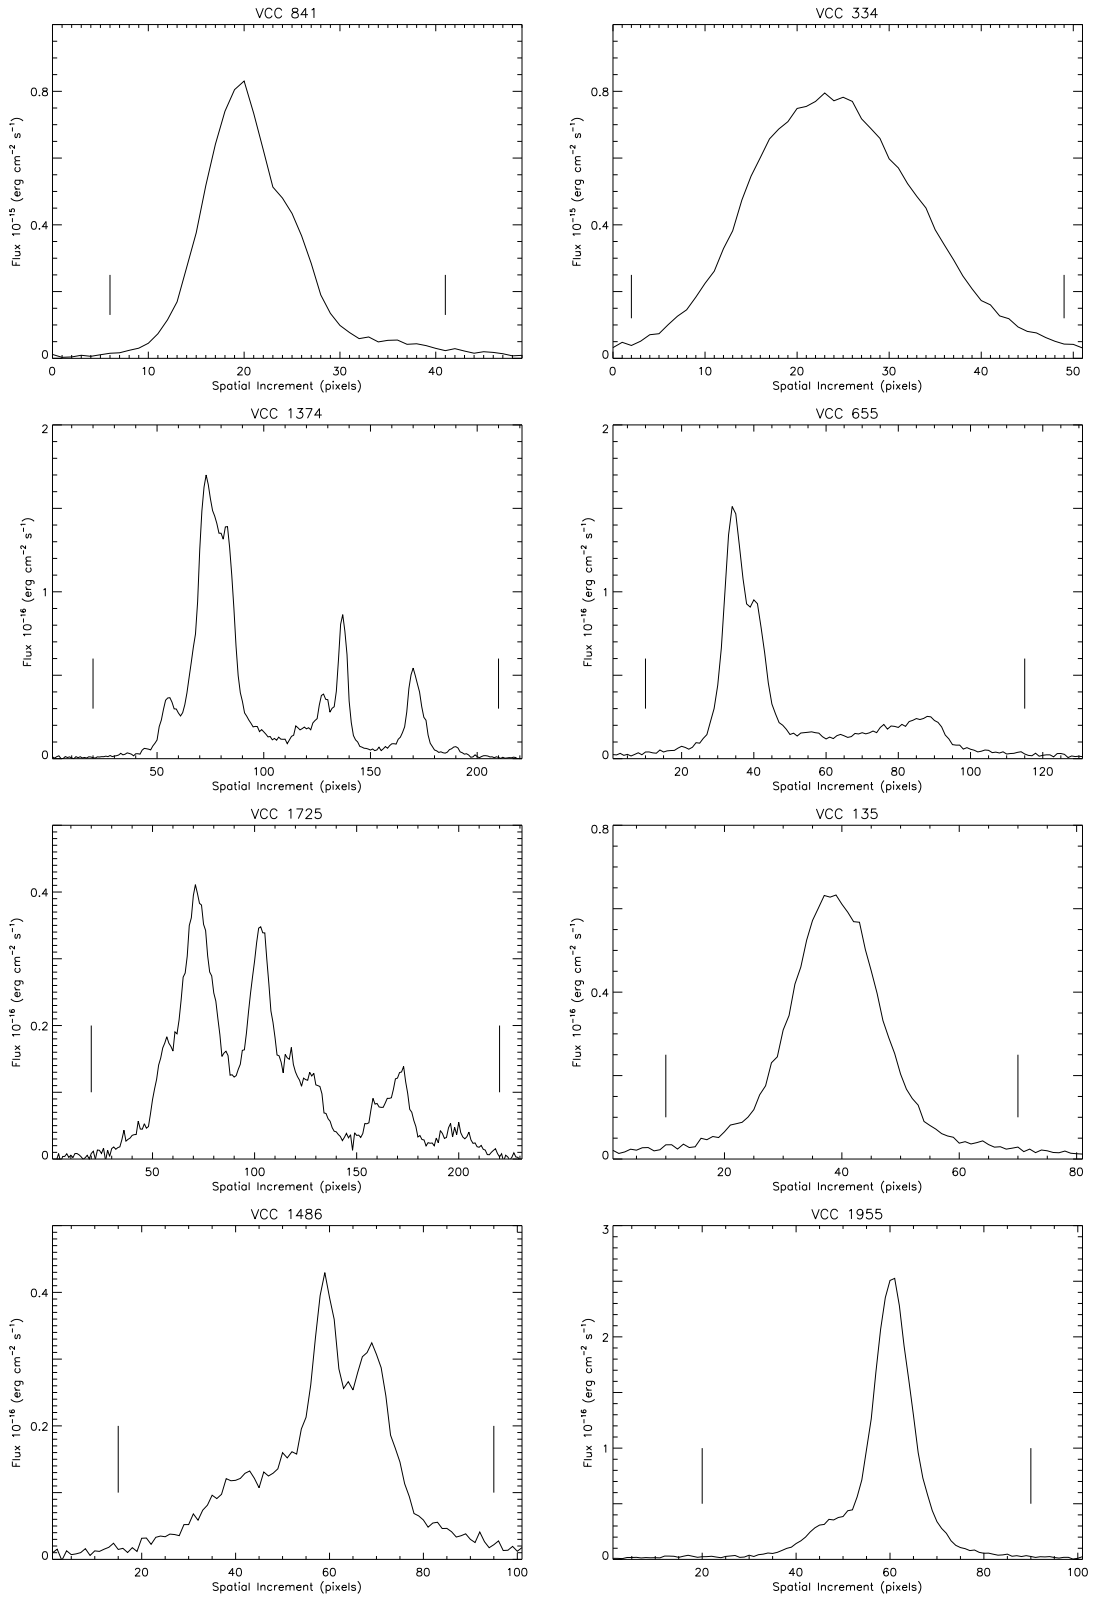 VCC 841
VCC 334
0.8
0.4
0
Flux 10⁻¹⁵ (erg cm⁻² s⁻¹)
0 10 20 30 40
Spatial Increment (pixels)
0.8
0.4
0
Flux 10⁻¹⁵ (erg cm⁻² s⁻¹)
0 10 20 30 40 50
Spatial Increment (pixels)
VCC 1374
VCC 655
2
1
0
Flux 10⁻¹⁶ (erg cm⁻² s⁻¹)
50 100 150 200
Spatial Increment (pixels)
2
1
0
Flux 10⁻¹⁶ (erg cm⁻² s⁻¹)
20 40 60 80 100 120
Spatial Increment (pixels)
VCC 1725
VCC 135
0.4
0.2
0
Flux 10⁻¹⁶ (erg cm⁻² s⁻¹)
50 100 150 200
Spatial Increment (pixels)
0.8
0.4
0
Flux 10⁻¹⁶ (erg cm⁻² s⁻¹)
20 40 60 80
Spatial Increment (pixels)
VCC 1486
VCC 1955
0.4
0.2
0
Flux 10⁻¹⁶ (erg cm⁻² s⁻¹)
20 40 60 80 100
Spatial Increment (pixels)
3
2
1
0
Flux 10⁻¹⁶ (erg cm⁻² s⁻¹)
20 40 60 80 100
Spatial Increment (pixels)